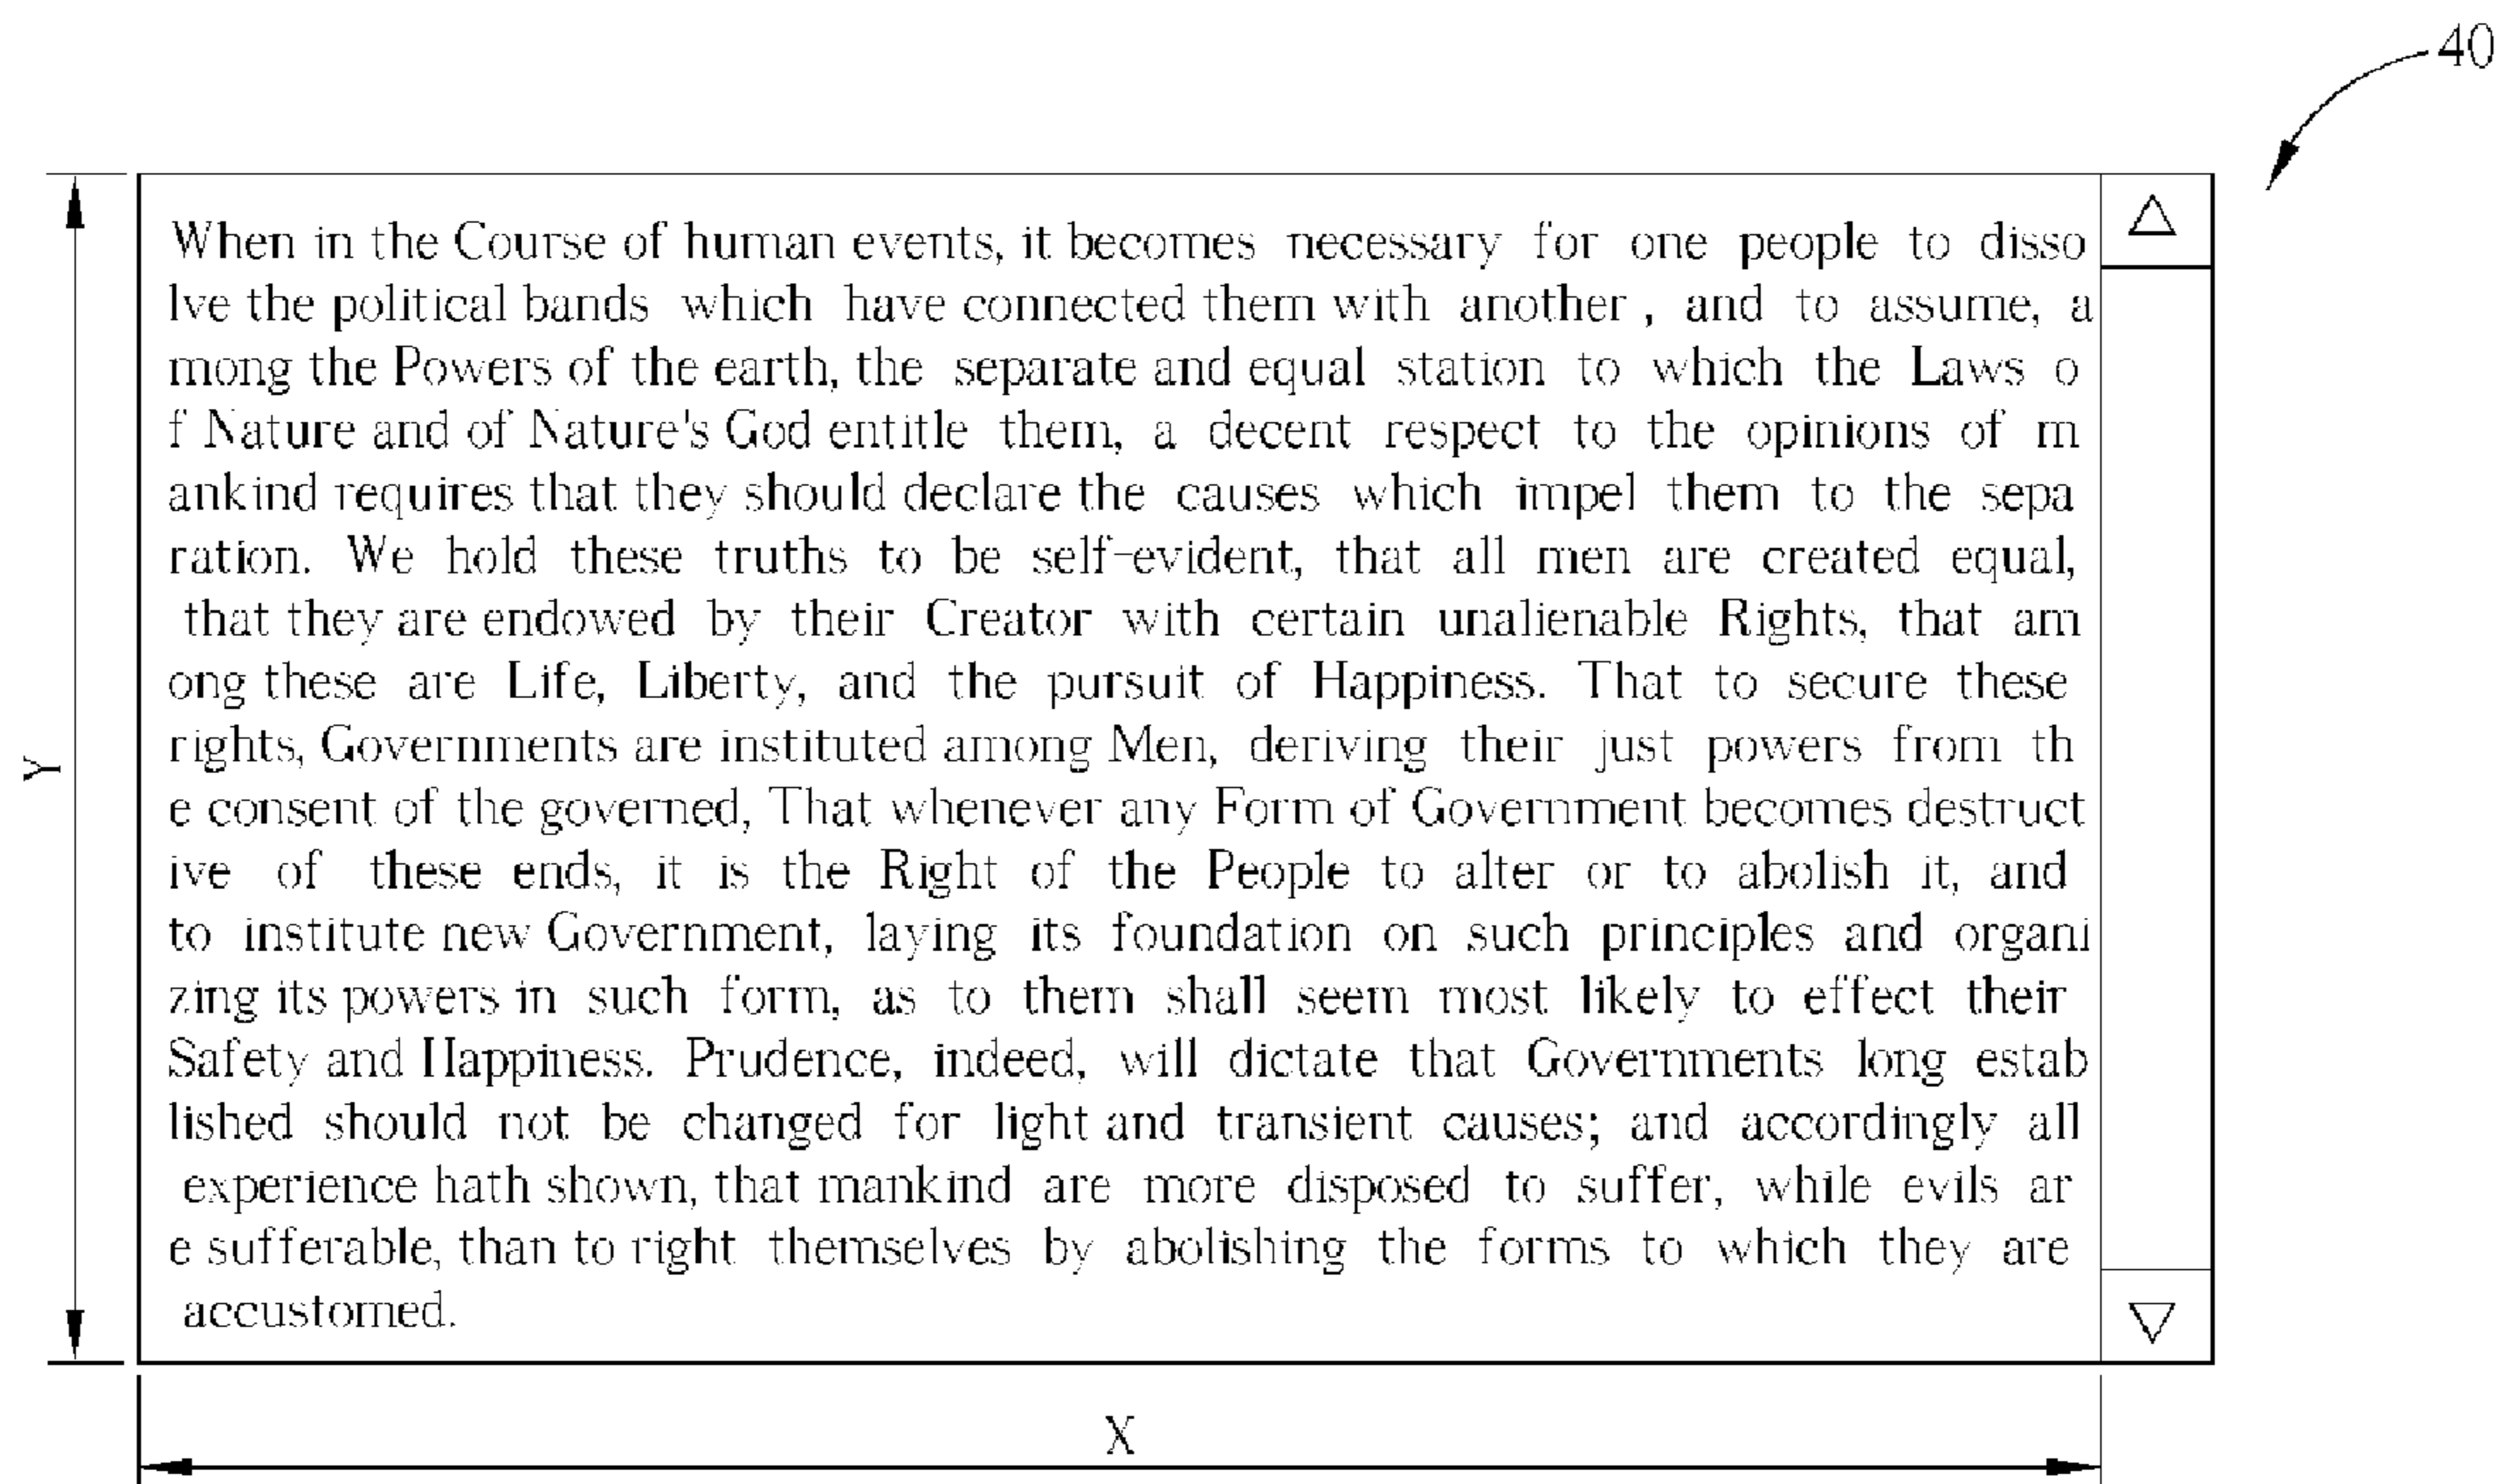 40
When in the Course of human events, it becomes necessary for one people to disso
lve the political bands which have connected them with another , and to assume, a
mong the Powers of the earth, the separate and equal station to which the Laws o
f Nature and of Nature's God entitle them, a decent respect to the opinions of m
ankind requires that they should declare the causes which impel them to the sepa
ration. We hold these truths to be self-evident, that all men are created equal,
that they are endowed by their Creator with certain unalienable Rights, that am
ong these are Life, Liberty, and the pursuit of Happiness. That to secure these
rights, Governments are instituted among Men, deriving their just powers from th
e consent of the governed, That whenever any Form of Government becomes destruct
ive of these ends, it is the Right of the People to alter or to abolish it, and
to institute new Government, laying its foundation on such principles and organi
zing its powers in such form, as to them shall seem most likely to effect their
Safety and Happiness. Prudence, indeed, will dictate that Governments long estab
lished should not be changed for light and transient causes; and accordingly all
experience hath shown, that mankind are more disposed to suffer, while evils ar
e sufferable, than to right themselves by abolishing the forms to which they are
accustomed.
Y
X